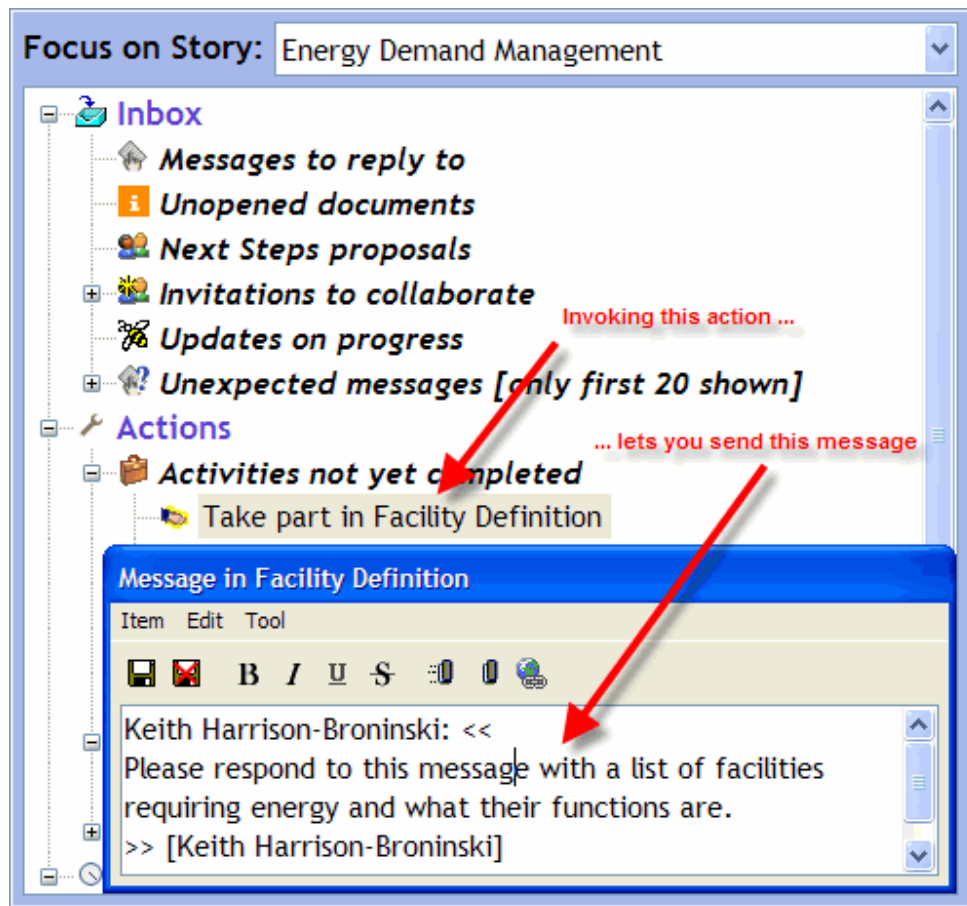 Focus on Story: Energy Demand Management
Inbox
Messages to reply to
Unopened documents
Next Steps proposals
Invitations to collaborate
Invoking this action ...
Updates on progress
Unexpected messages [only first 20 shown]
Actions
... lets you send this message
Activities not yet completed
Take part in Facility Definition
Message in Facility Definition
Item Edit Tool
B I U S
Keith Harrison-Broninski: <<
Please respond to this message with a list of facilities
requiring energy and what their functions are.
>> [Keith Harrison-Broninski]